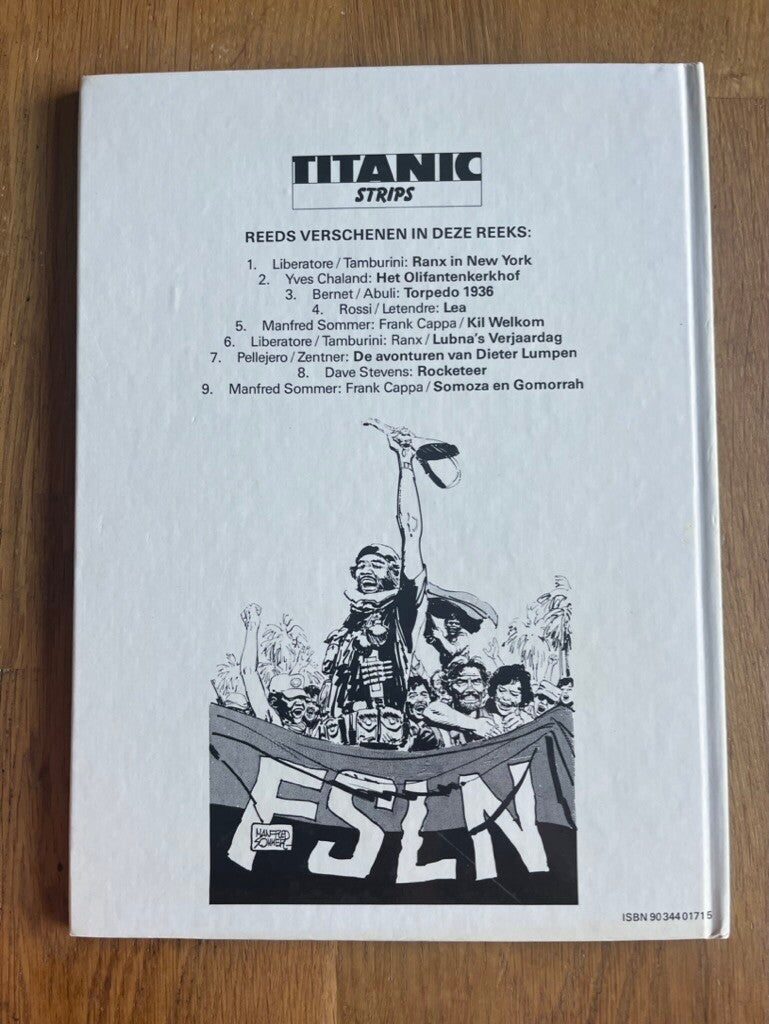 TITANIC
STRIPS
REEDS VERSCHENEN IN DEZE REEKS:
1. Liberatore / Tamburini: Ranx in New York
2. Yves Chaland: Het Olifantenkerkhof
3. Bernet / Abuli: Torpedo 1936
4. Rossi / Letendre: Lea
5. Manfred Sommer: Frank Cappa / Kil Welkom
6. Liberatore / Tamburini: Ranx / Lubna's Verjaardag
7. Pellejero / Zentner: De avonturen van Dieter Lumpen
8. Dave Stevens: Rocketeer
9. Manfred Sommer: Frank Cappa / Somoza en Gomorrah
FSLN
MANFRED
SOMMER
ISBN 90 344 0171 5